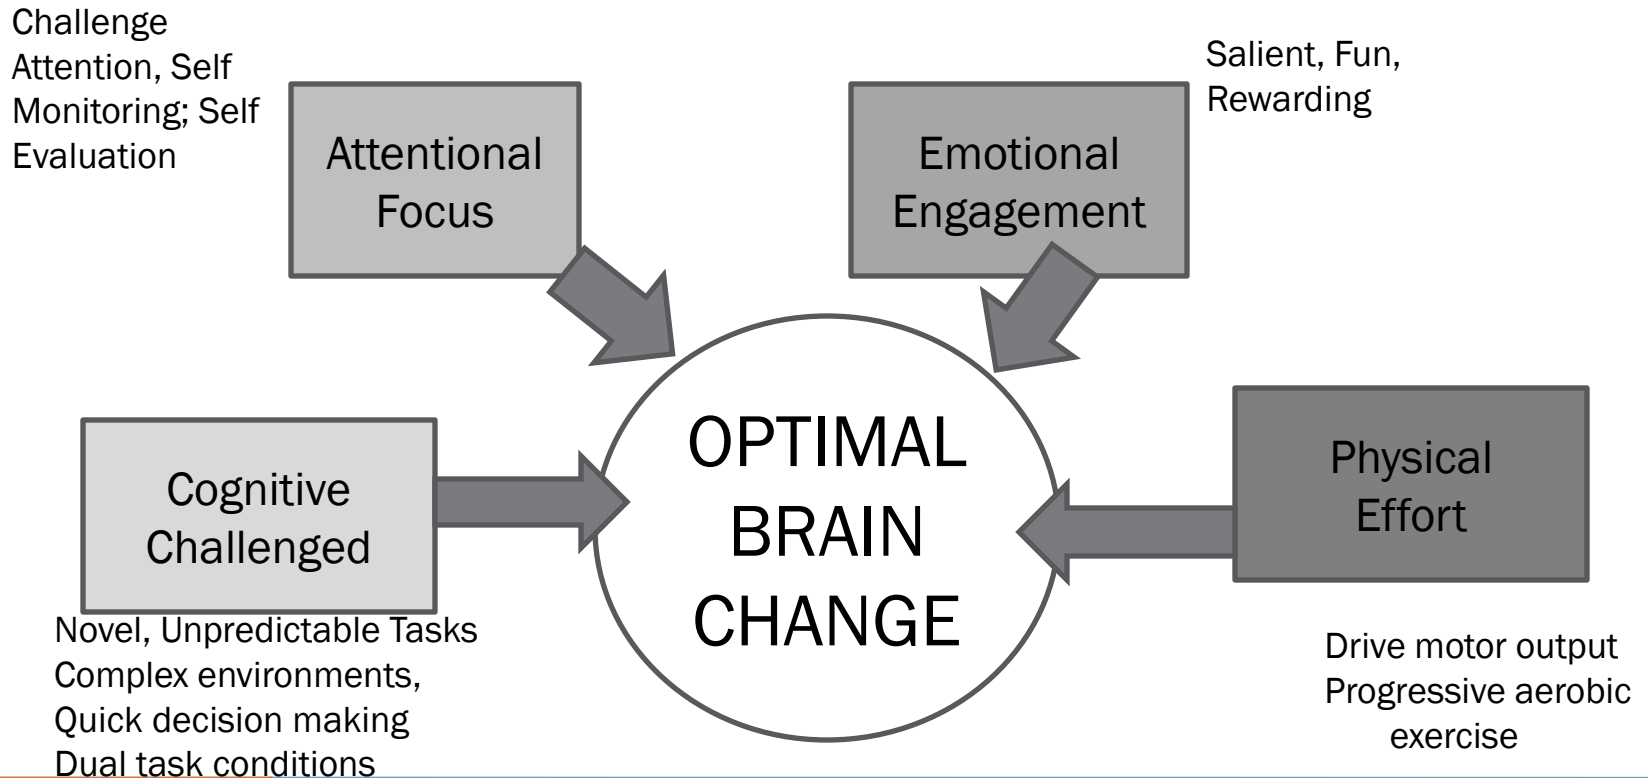 Challenge
Attention, Self
Monitoring; Self
Evaluation
Attentional
Focus
Emotional
Engagement
Salient, Fun,
Rewarding
Cognitive
Challenged
Novel, Unpredictable Tasks
Complex environments,
Quick decision making
Dual task conditions
OPTIMAL
BRAIN
CHANGE
Physical
Effort
Drive motor output
Progressive aerobic
exercise